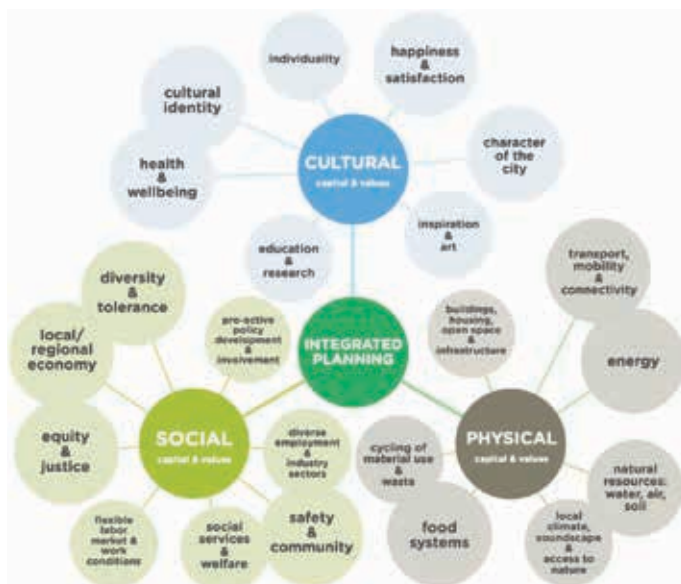 individuality
happiness
&
satisfaction
cultural
identity
CULTURAL
capital & values
character
of the
city
health
&
wellbeing
inspiration
&
art
education
&
research
transport,
mobility
&
connectivity
diversity
&
tolerance
pro-active
policy
development
&
involvement
INTEGRATED
PLANNING
buildings,
housing,
open space
&
infrastructure
local/
regional
economy
energy
equity
&
justice
SOCIAL
capital & values
diverse
employment
&
industry
sectors
cycling of
material use
&
waste
PHYSICAL
capital & values
natural
resources:
water, air,
soil
flexible
labor
market &
work
conditions
social
services
&
welfare
safety
&
community
food
systems
local
climate,
soundscape
&
access to
nature